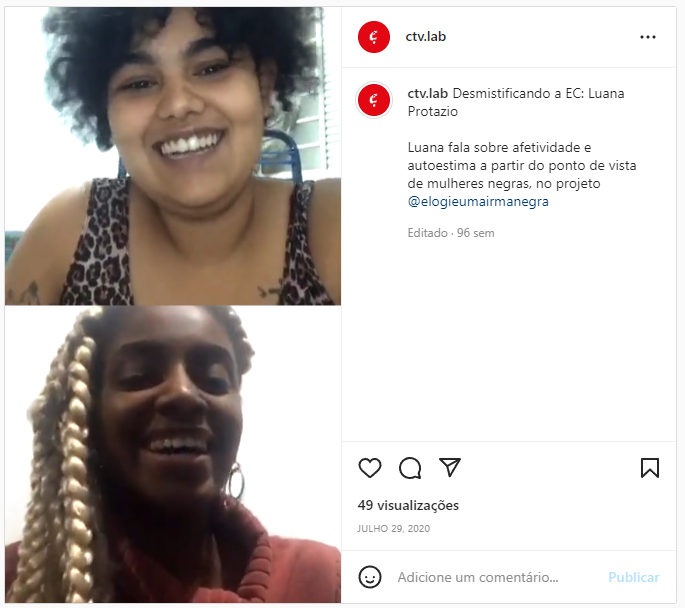 ctv.lab
ctv.lab Desmistificando a EC: Luana
Protazio
Luana fala sobre afetividade e
autoestima a partir do ponto de vista
de mulheres negras, no projeto
@elogieumairmanegra
Editado · 96 sem
49 visualizações
JULHO 29, 2020
Adicione um comentário... Publicar